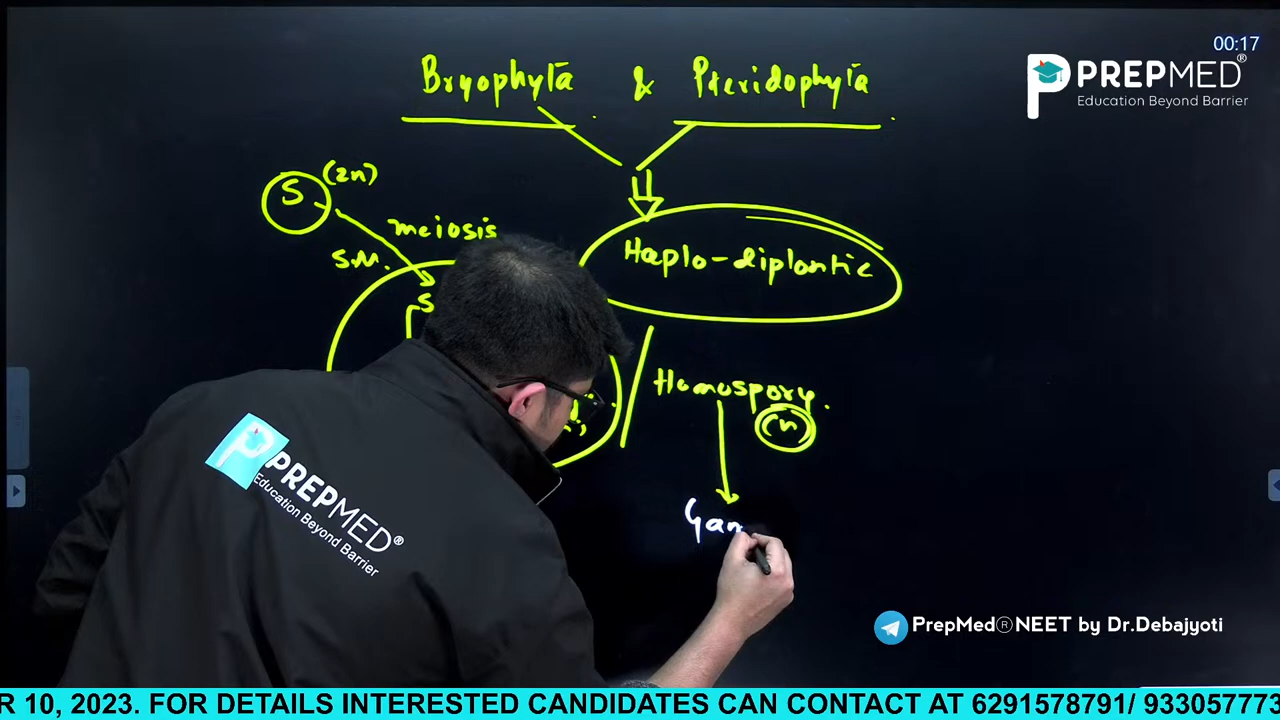 00:17
Bryophyta & Pteridophyta
PREPMED®
Education Beyond Barrier
S (2n)
meiosis
S.M.
S
Haplo-diplontic
Homospory.
(n)
Gam
PREPMED®
Education Beyond Barrier
PrepMed®NEET by Dr.Debajyoti
R 10, 2023. FOR DETAILS INTERESTED CANDIDATES CAN CONTACT AT 6291578791/ 933057773